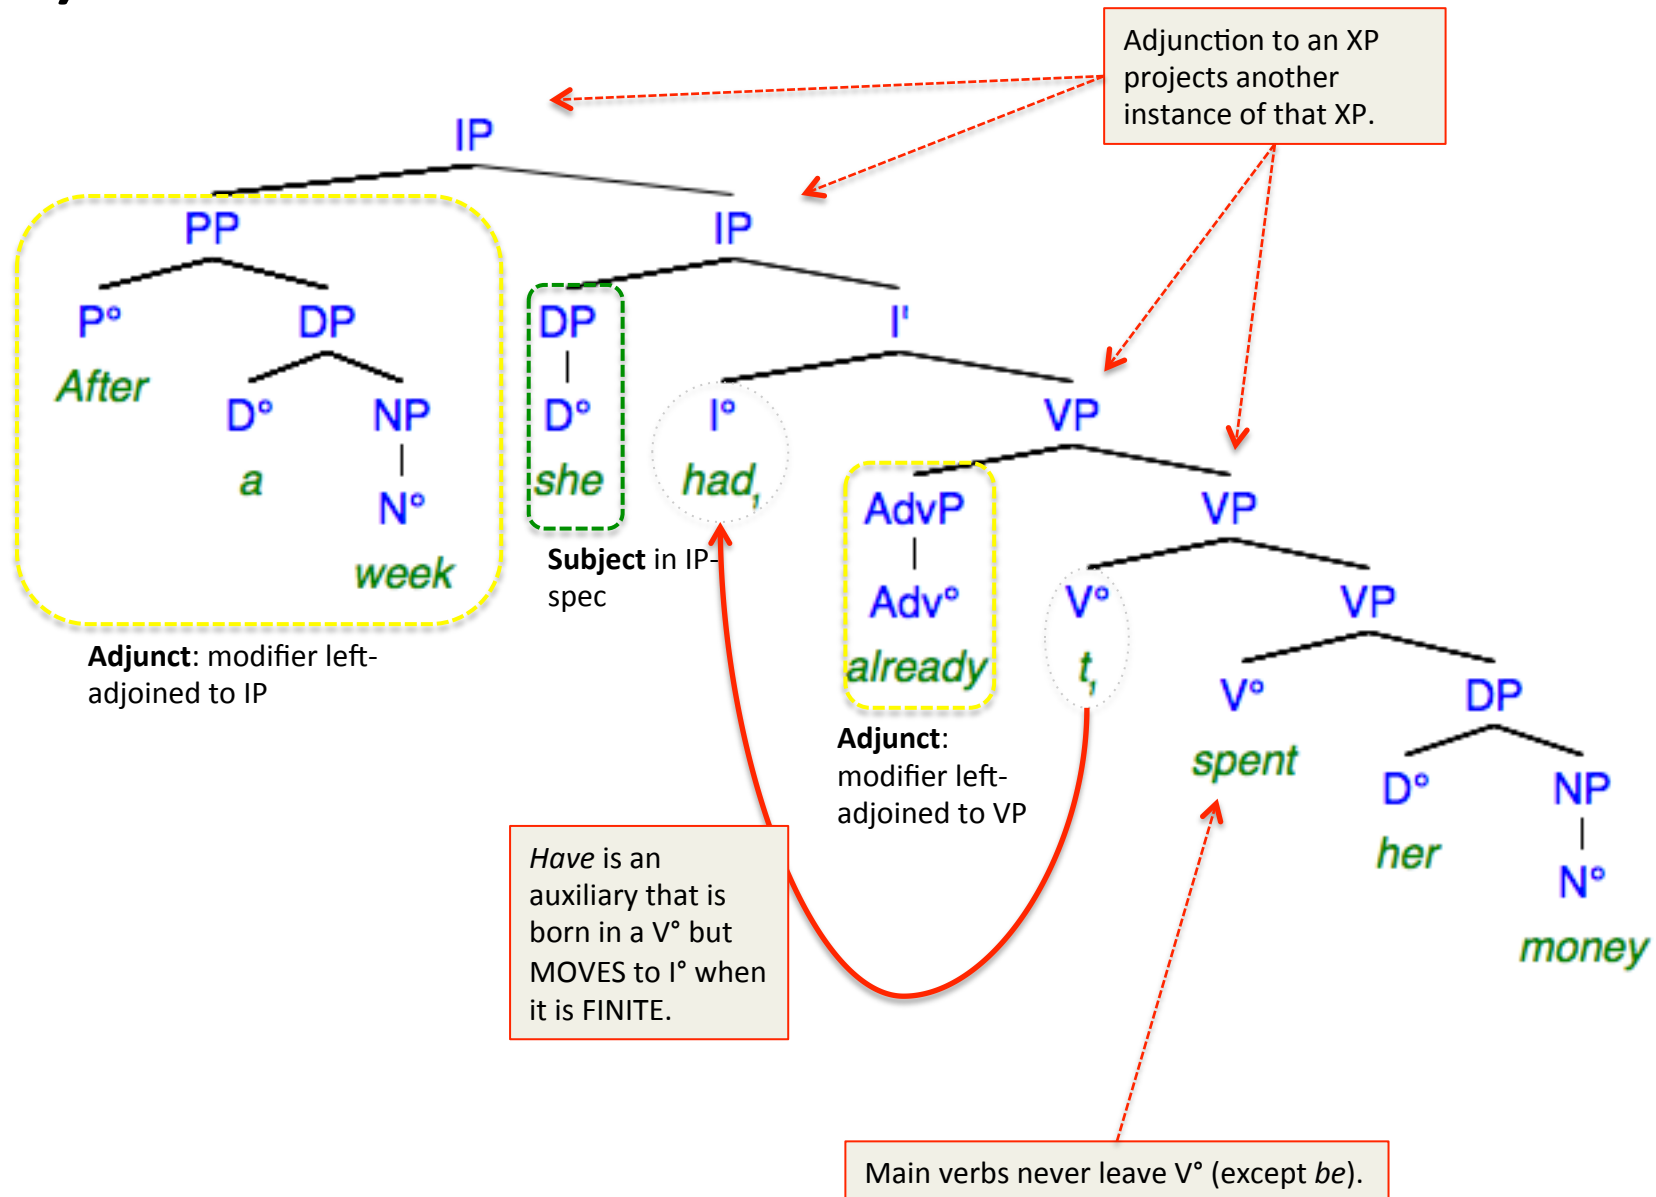 Adjunction to an XP
projects another
instance of that XP.
IP
PP IP
P° DP DP I'
After
D° NP D° I° VP
a she had₁
N° AdvP VP
week
Subject in IP-
spec
Adv° V° VP
already t₁
Adjunct: modifier left-
adjoined to IP
V° DP
spent
Adjunct:
modifier left-
adjoined to VP
D° NP
her
N°
money
Have is an
auxiliary that is
born in a V° but
MOVES to I° when
it is FINITE.
Main verbs never leave V° (except be).